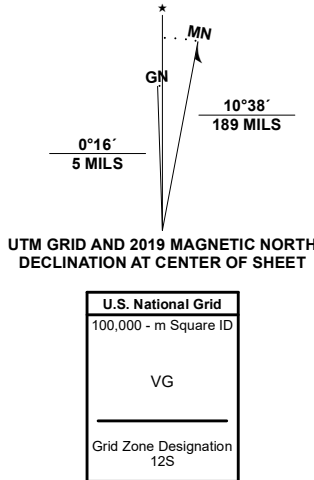 ★
MN
GN
0°16´
5 MILS
10°38´
189 MILS
UTM GRID AND 2019 MAGNETIC NORTH
DECLINATION AT CENTER OF SHEET
U.S. National Grid
100,000 - m Square ID
VG
Grid Zone Designation
12S